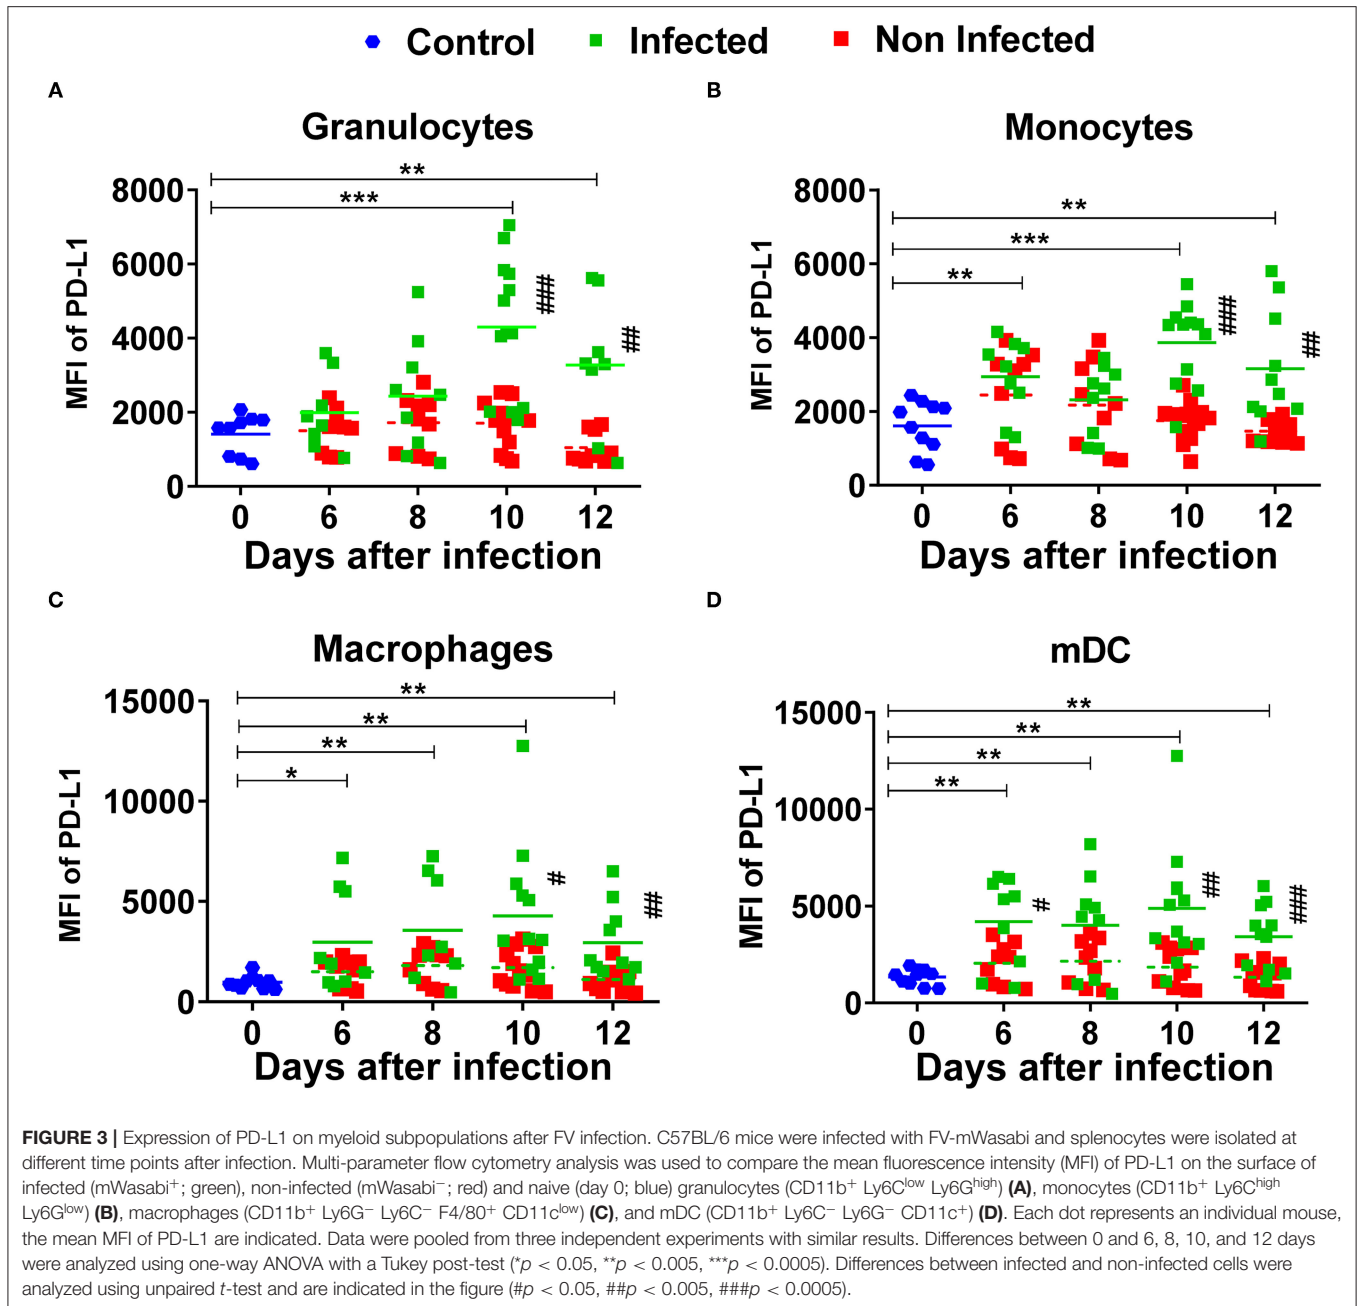 Control Infected Non Infected
A
Granulocytes
** 
***
8000
6000
4000
2000
0
MFI of PD-L1
###
##
0 6 8 10 12
Days after infection
B
Monocytes
**
***
**
8000
6000
4000
2000
0
MFI of PD-L1
###
##
0 6 8 10 12
Days after infection
C
Macrophages
**
**
**
*
15000
10000
5000
0
MFI of PD-L1
#
##
0 6 8 10 12
Days after infection
D
mDC
**
**
**
**
15000
10000
5000
0
MFI of PD-L1
#
##
###
0 6 8 10 12
Days after infection
FIGURE 3 | Expression of PD-L1 on myeloid subpopulations after FV infection. C57BL/6 mice were infected with FV-mWasabi and splenocytes were isolated at
different time points after infection. Multi-parameter flow cytometry analysis was used to compare the mean fluorescence intensity (MFI) of PD-L1 on the surface of
infected (mWasabi+; green), non-infected (mWasabi−; red) and naive (day 0; blue) granulocytes (CD11b+ Ly6Clow Ly6Ghigh) (A), monocytes (CD11b+ Ly6Chigh
Ly6Glow) (B), macrophages (CD11b+ Ly6G− Ly6C− F4/80+ CD11clow) (C), and mDC (CD11b+ Ly6C− Ly6G− CD11c+) (D). Each dot represents an individual mouse,
the mean MFI of PD-L1 are indicated. Data were pooled from three independent experiments with similar results. Differences between 0 and 6, 8, 10, and 12 days
were analyzed using one-way ANOVA with a Tukey post-test (*p < 0.05, **p < 0.005, ***p < 0.0005). Differences between infected and non-infected cells were
analyzed using unpaired t-test and are indicated in the figure (#p < 0.05, ##p < 0.005, ###p < 0.0005).